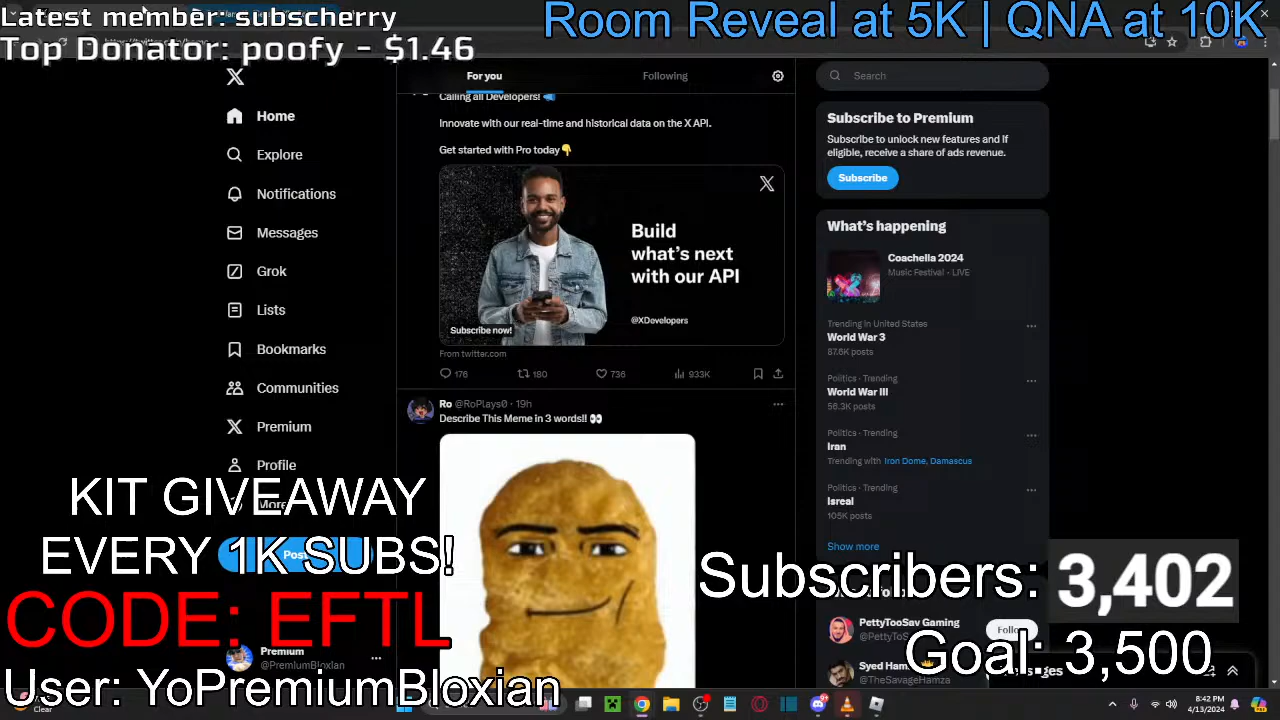 Latest member: subscherry
Top Donator: poofy - $1.46
Room Reveal at 5K | QNA at 10K
For you
Following
Search
Calling all Developers!
Innovate with our real-time and historical data on the X API.
Get started with Pro today👇
Build
what's next
with our API
@XDevelopers
Subscribe now!
From twitter.com
176
180
736
933K
Ro @RoPlays0 · 19h
Describe This Meme in 3 words!! 👀
Home
Explore
Notifications
Messages
Grok
Lists
Bookmarks
Communities
Premium
Profile
More
Post
Premium
@PremiumBloxian
Subscribe to Premium
Subscribe to unlock new features and if
eligible, receive a share of ads revenue.
Subscribe
What's happening
Coachella 2024
Music Festival · LIVE
Trending in United States
World War 3
87.6K posts
Politics · Trending
World War III
56.3K posts
Politics · Trending
Iran
Trending with Iron Dome, Damascus
Politics · Trending
Isreal
105K posts
Show more
PettyTooSav Gaming
Follow
Syed Hamza
@TheSavageHamza
KIT GIVEAWAY
EVERY 1K SUBS!
CODE: EFTL
User: YoPremiumBloxian
Subscribers: 3,402
Goal: 3,500
Clear
8:42 PM
4/13/2024